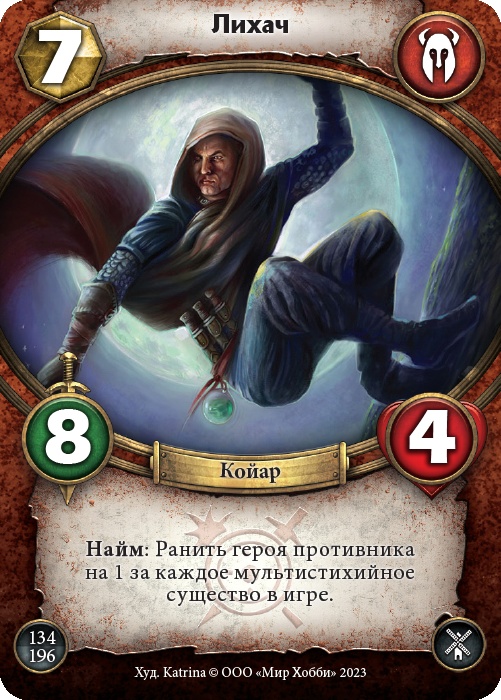 Лихач
7
8
4
Койар
Найм: Ранить героя противника
на 1 за каждое мультистихийное
существо в игре.
134
196
Худ. Katrina © ООО «Мир Хобби» 2023